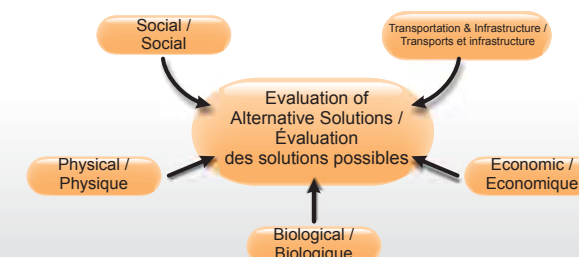 Social /
Social
Transportation & Infrastructure /
Transports et infrastructure
Evaluation of
Alternative Solutions /
Évaluation
des solutions possibles
Physical /
Physique
Economic /
Economique
Biological /
Biologique